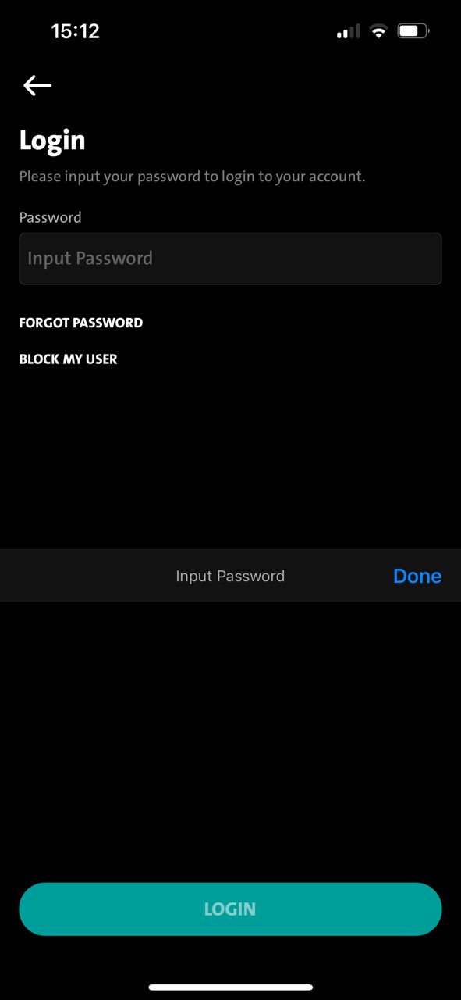 15:12
Login
Please input your password to login to your account.
Password
Input Password
FORGOT PASSWORD
BLOCK MY USER
Input Password
Done
LOGIN